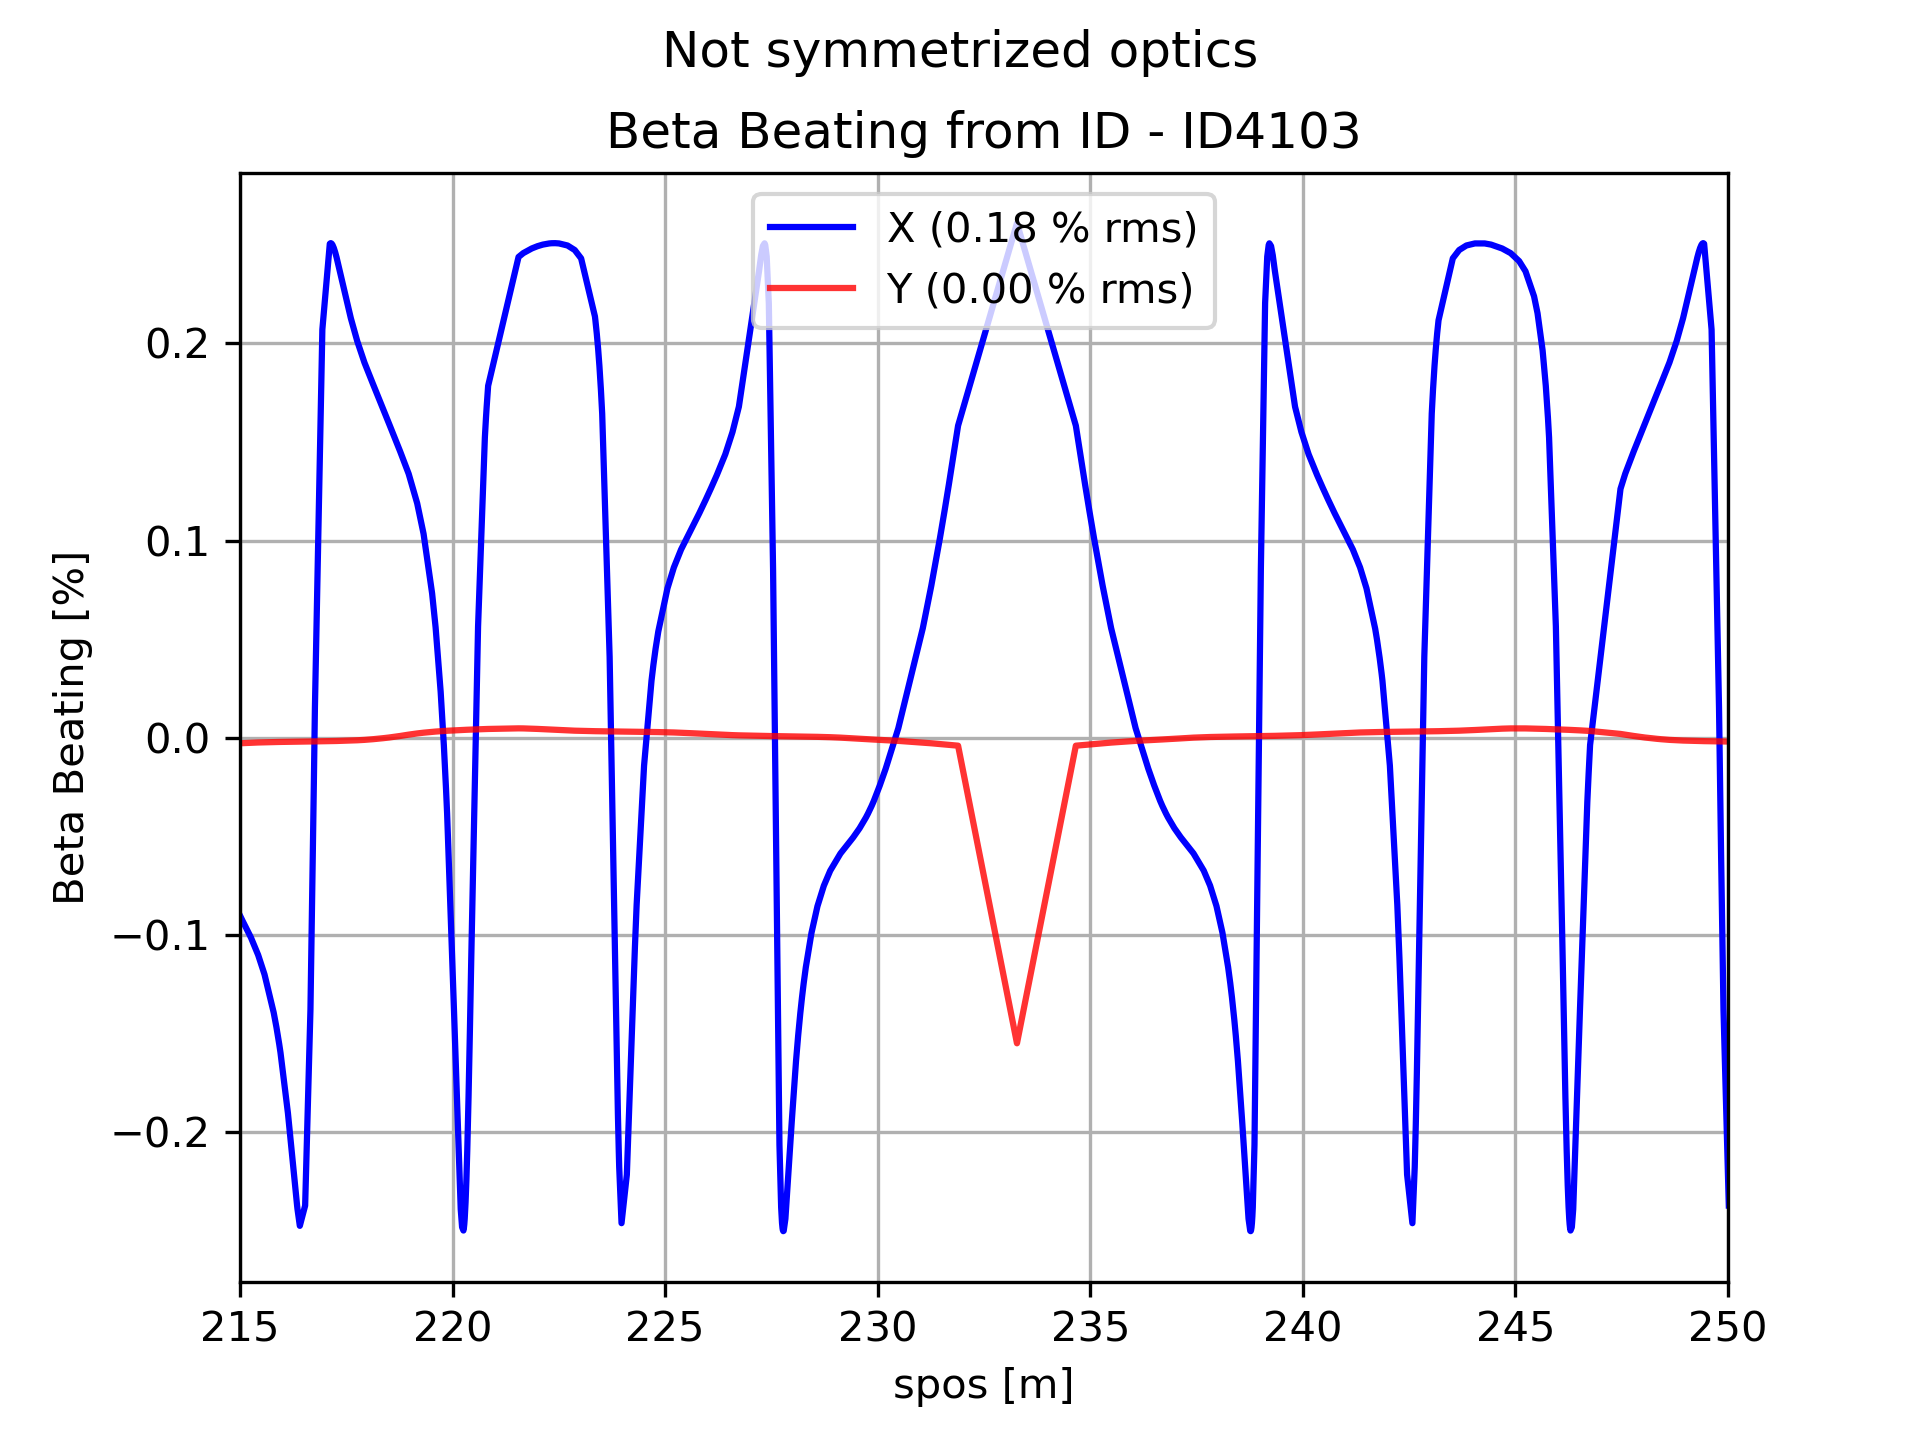 Not symmetrized optics
Beta Beating from ID - ID4103
X (0.18 % rms)
Y (0.00 % rms)
Beta Beating [%]
0.2
0.1
0.0
−0.1
−0.2
215 220 225 230 235 240 245 250
spos [m]